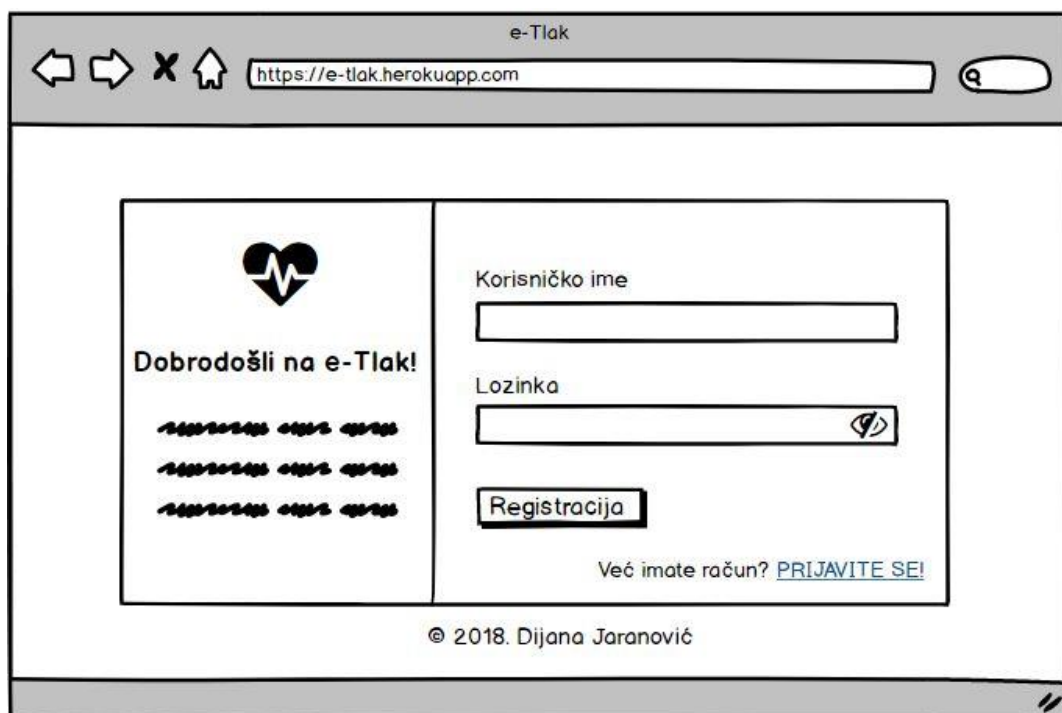 e-Tlak
https://e-tlak.herokuapp.com
Dobrodošli na e-Tlak!
Korisničko ime
Lozinka
Registracija
Već imate račun? PRIJAVITE SE!
© 2018. Dijana Jaranović